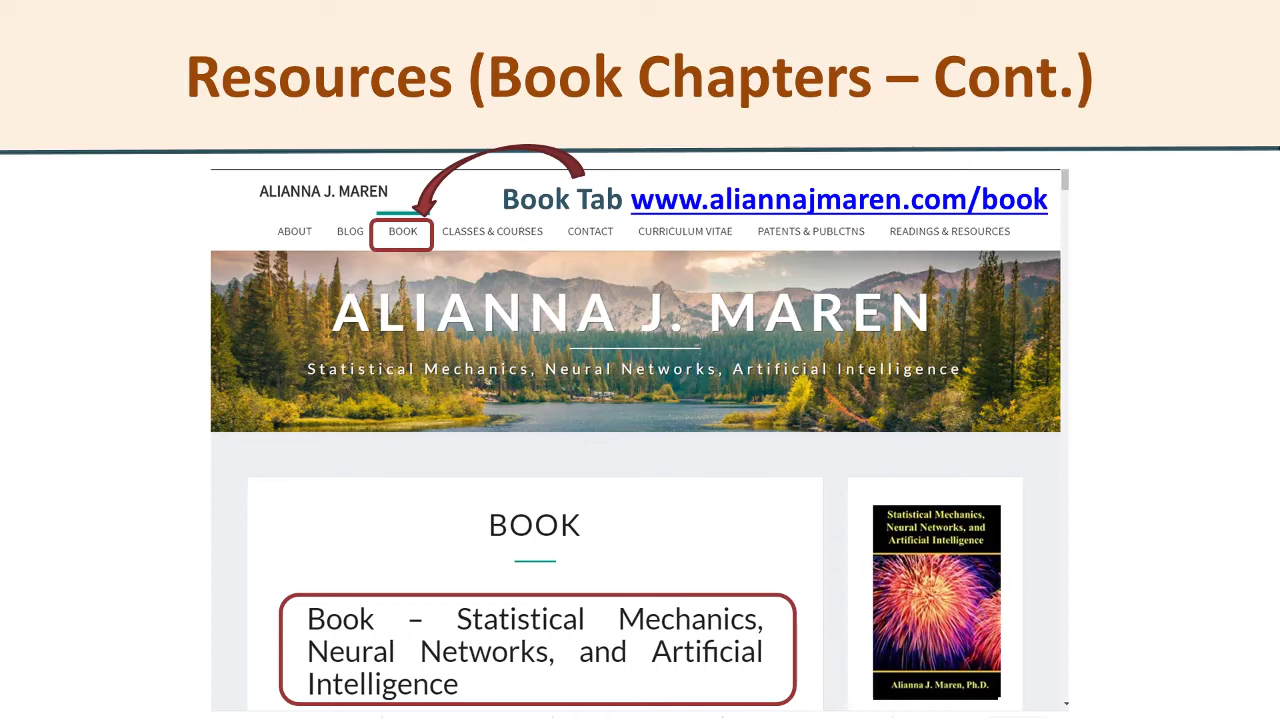 Resources (Book Chapters – Cont.)
ALIANNA J. MAREN
Book Tab www.aliannajmaren.com/book
ABOUT BLOG BOOK CLASSES & COURSES CONTACT CURRICULUM VITAE PATENTS & PUBLCTNS READINGS & RESOURCES
ALIANNA J. MAREN
Statistical Mechanics, Neural Networks, Artificial Intelligence
BOOK
Book – Statistical Mechanics,
Neural Networks, and Artificial
Intelligence
Statistical Mechanics,
Neural Networks, and
Artificial Intelligence
Alianna J. Maren, Ph.D.